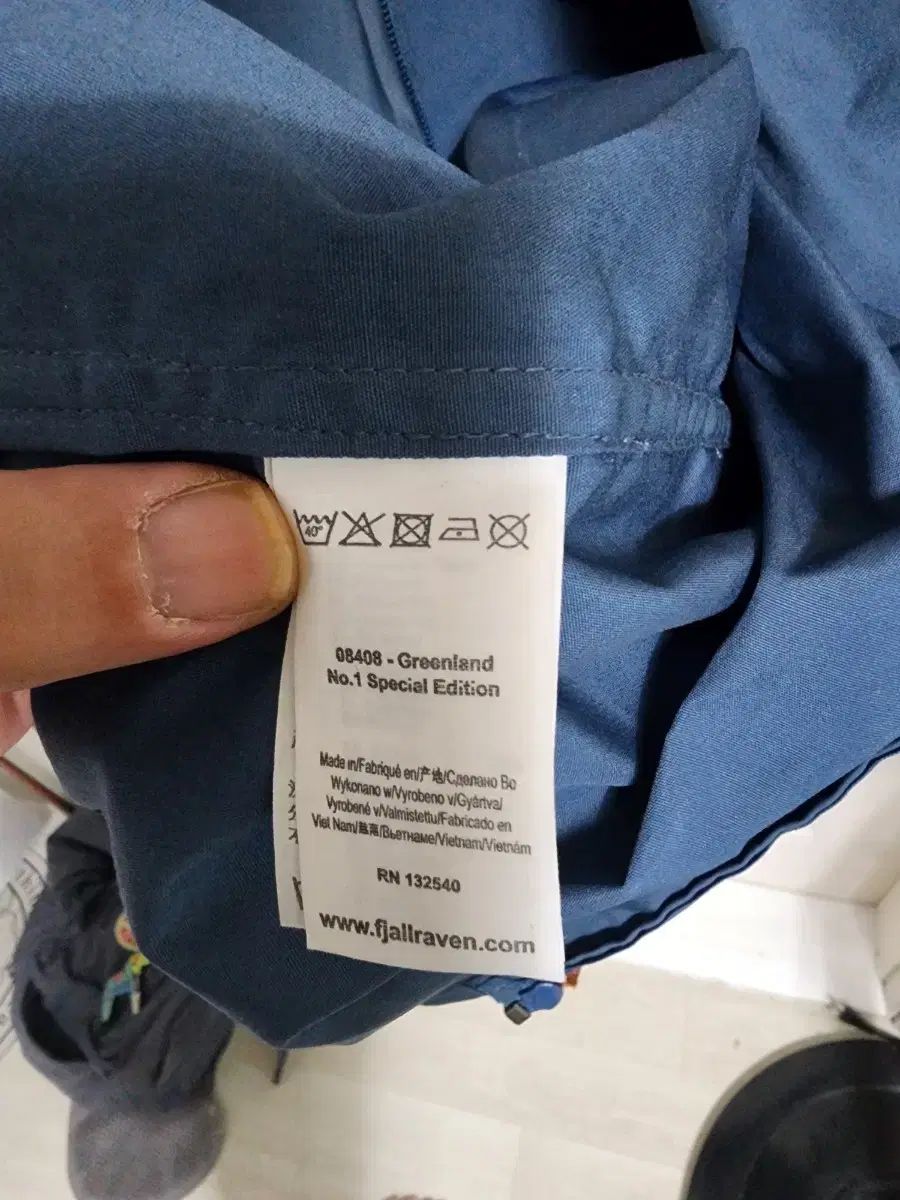 40°
08408 - Greenland
No.1 Special Edition
Made in/Fabriqué en/产地/Сделано Во
Wykonano w/Vyrobeno v/Gyártva/
Vyrobené v/Valmistettu/Fabricado en
Viet Nam/越南/Вьетнаме/Vietnam/Vietnám
RN 132540
www.fjallraven.com